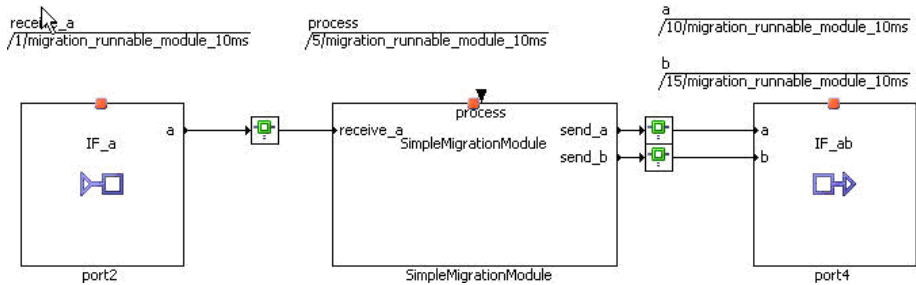 receive_a
/1/migration_runnable_module_10ms
process
/5/migration_runnable_module_10ms
a
/10/migration_runnable_module_10ms
b
/15/migration_runnable_module_10ms
a
IF_a
port2
process
receive_a
SimpleMigrationModule
send_a
send_b
SimpleMigrationModule
a
IF_ab
b
port4